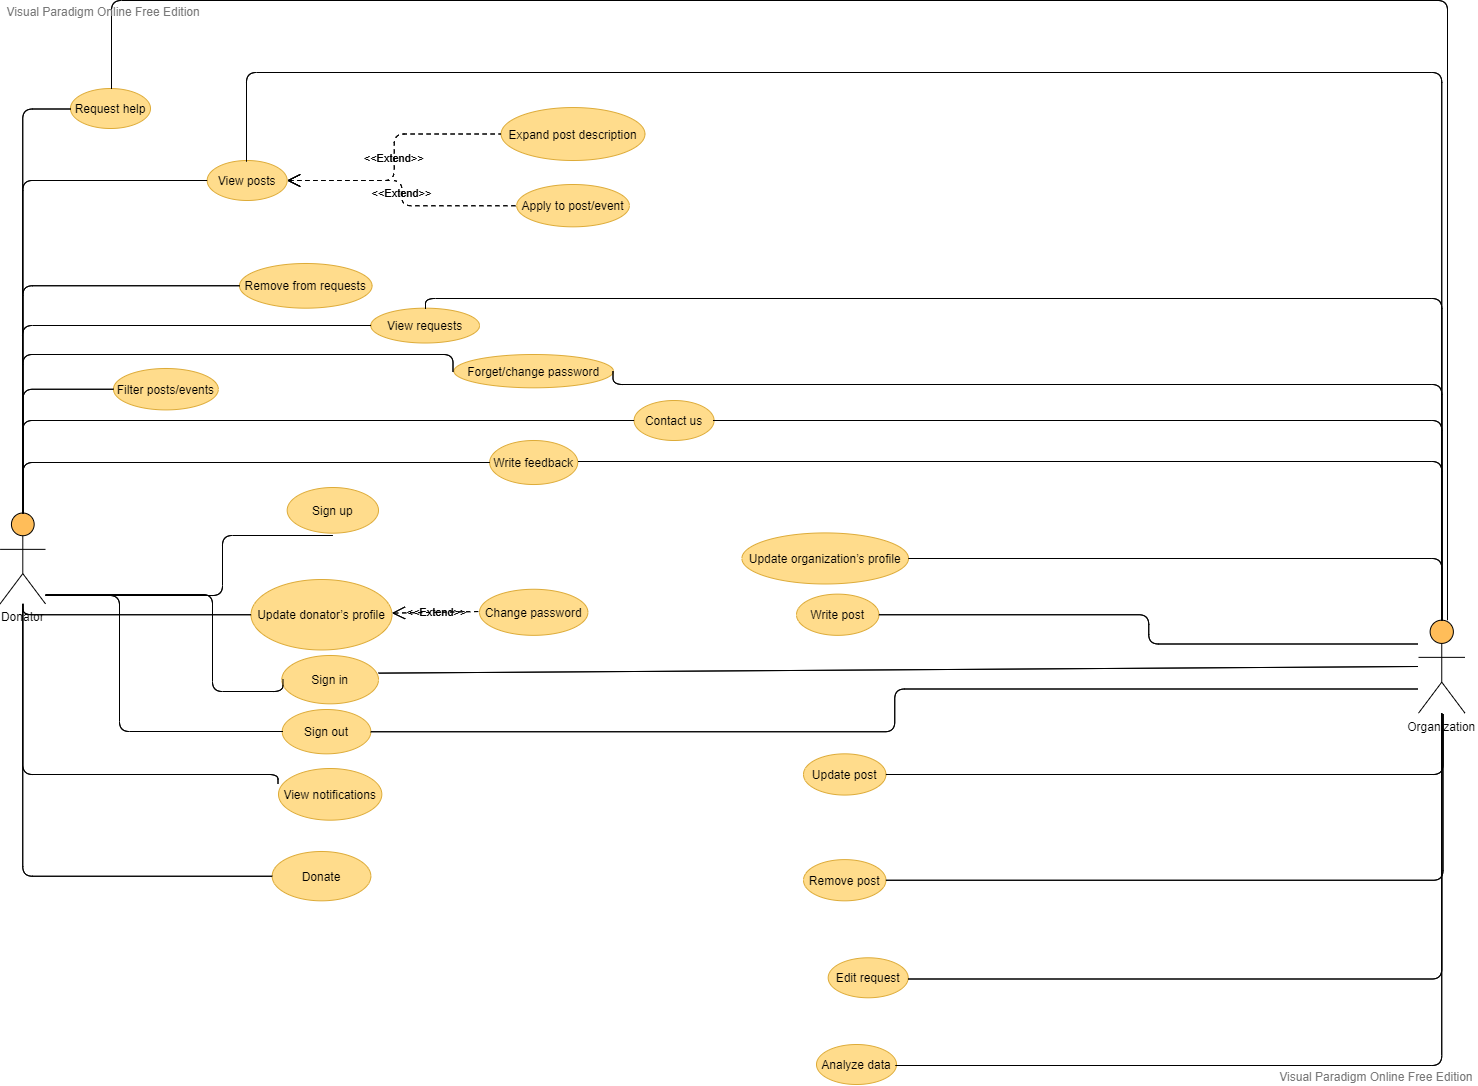 Visual Paradigm Online Free Edition
Request help
Expand post description
<<Extend>>
View posts
<<Extend>>
Apply to post/event
Remove from requests
View requests
Forget/change password
Filter posts/events
Contact us
Write feedback
Sign up
Update organization's profile
Donator
Update donator's profile
<<Extend>>
Change password
Write post
Sign in
Sign out
Organization
Update post
View notifications
Donate
Remove post
Edit request
Analyze data
Visual Paradigm Online Free Edition